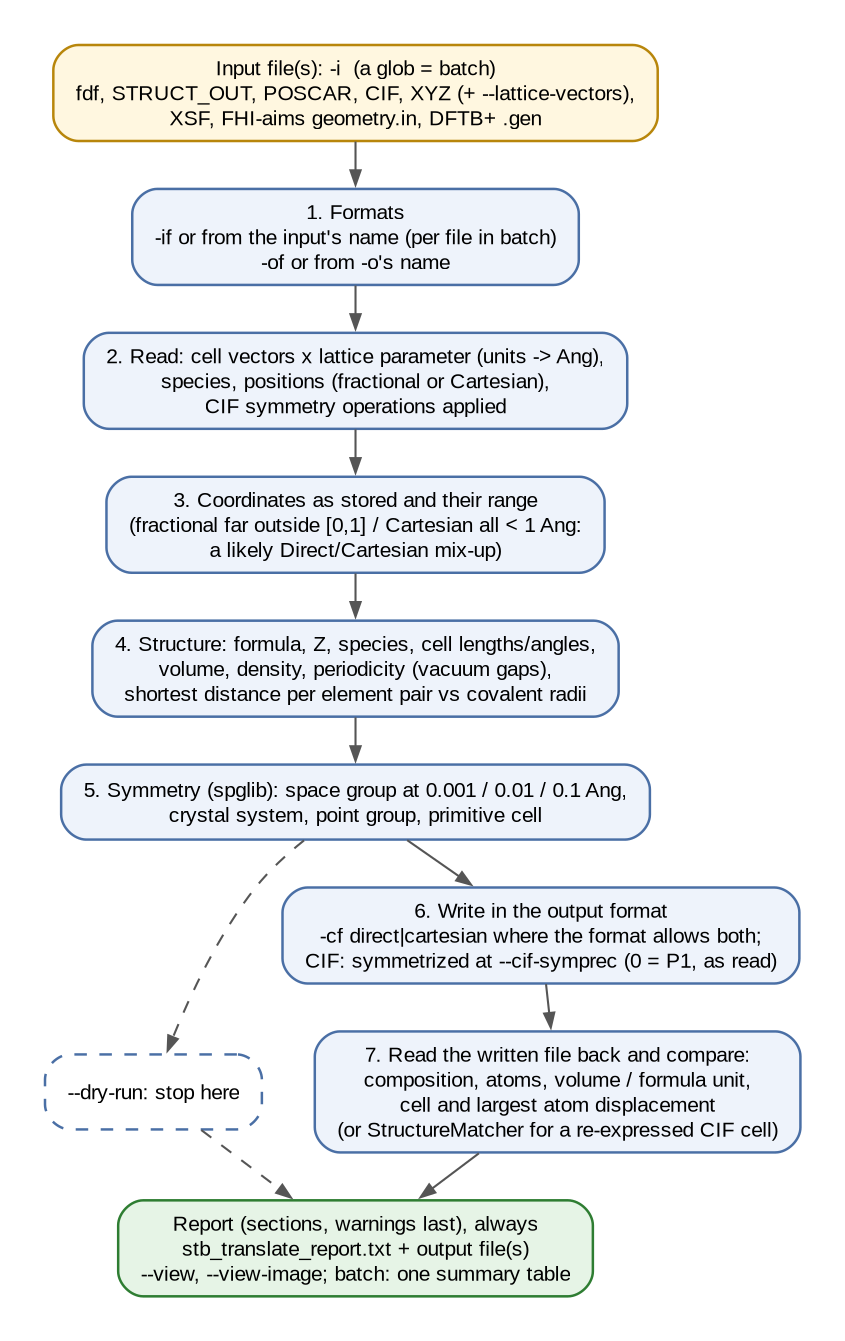 Input file(s): -i  (a glob = batch)
fdf, STRUCT_OUT, POSCAR, CIF, XYZ (+ --lattice-vectors),
XSF, FHI-aims geometry.in, DFTB+ .gen
1. Formats
-if or from the input's name (per file in batch)
-of or from -o's name
2. Read: cell vectors x lattice parameter (units -> Ang),
species, positions (fractional or Cartesian),
CIF symmetry operations applied
3. Coordinates as stored and their range
(fractional far outside [0,1] / Cartesian all < 1 Ang:
a likely Direct/Cartesian mix-up)
4. Structure: formula, Z, species, cell lengths/angles,
volume, density, periodicity (vacuum gaps),
shortest distance per element pair vs covalent radii
5. Symmetry (spglib): space group at 0.001 / 0.01 / 0.1 Ang,
crystal system, point group, primitive cell
6. Write in the output format
-cf direct|cartesian where the format allows both;
CIF: symmetrized at --cif-symprec (0 = P1, as read)
7. Read the written file back and compare:
composition, atoms, volume / formula unit,
cell and largest atom displacement
(or StructureMatcher for a re-expressed CIF cell)
--dry-run: stop here
Report (sections, warnings last), always
stb_translate_report.txt + output file(s)
--view, --view-image; batch: one summary table